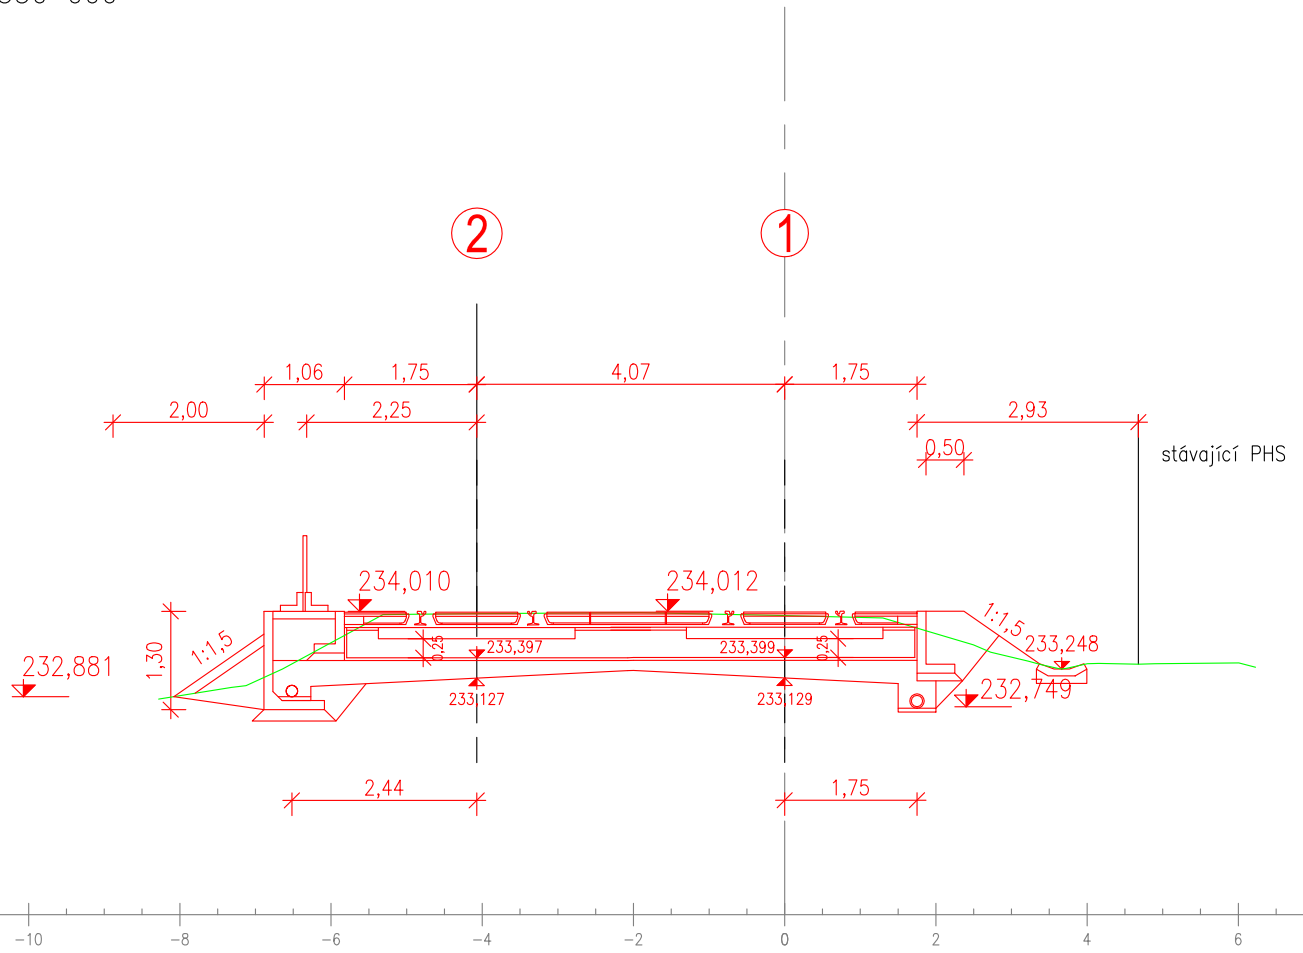 2 1
1,06 1,75 4,07 1,75
2,00 2,25 2,93
0,50
stávající PHS
234,010 234,012
1:1,5 1:1,5
0,25 233,397 233,399 0,25 233,248
232,881 1,30
233,127 233,129 232,749
2,44 1,75
-10 -8 -6 -4 -2 0 2 4 6